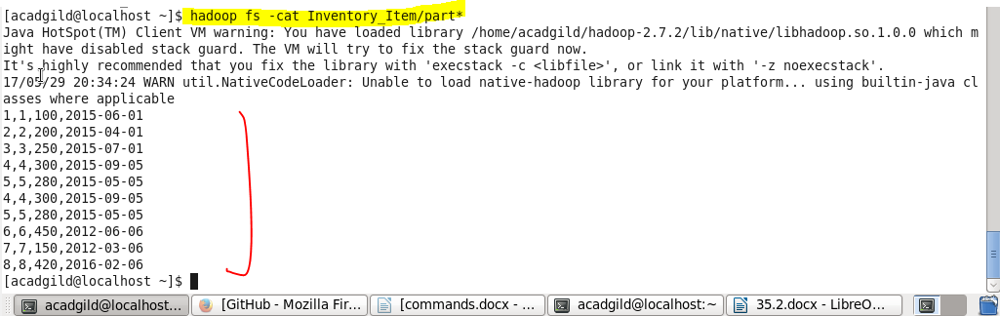 [acadgild@localhost ~]$ hadoop fs -cat Inventory_Item/part*
Java HotSpot(TM) Client VM warning: You have loaded library /home/acadgild/hadoop-2.7.2/lib/native/libhadoop.so.1.0.0 which m
ight have disabled stack guard. The VM will try to fix the stack guard now.
It's highly recommended that you fix the library with 'execstack -c <libfile>', or link it with '-z noexecstack'.
17/05/29 20:34:24 WARN util.NativeCodeLoader: Unable to load native-hadoop library for your platform... using builtin-java cl
asses where applicable
1,1,100,2015-06-01
2,2,200,2015-04-01
3,3,250,2015-07-01
4,4,300,2015-09-05
5,5,280,2015-05-05
4,4,300,2015-09-05
5,5,280,2015-05-05
6,6,450,2012-06-06
7,7,150,2012-03-06
8,8,420,2016-02-06
[acadgild@localhost ~]$
acadgild@localhost... [GitHub - Mozilla Fir... [commands.docx - ... acadgild@localhost:~ 35.2.docx - LibreO...